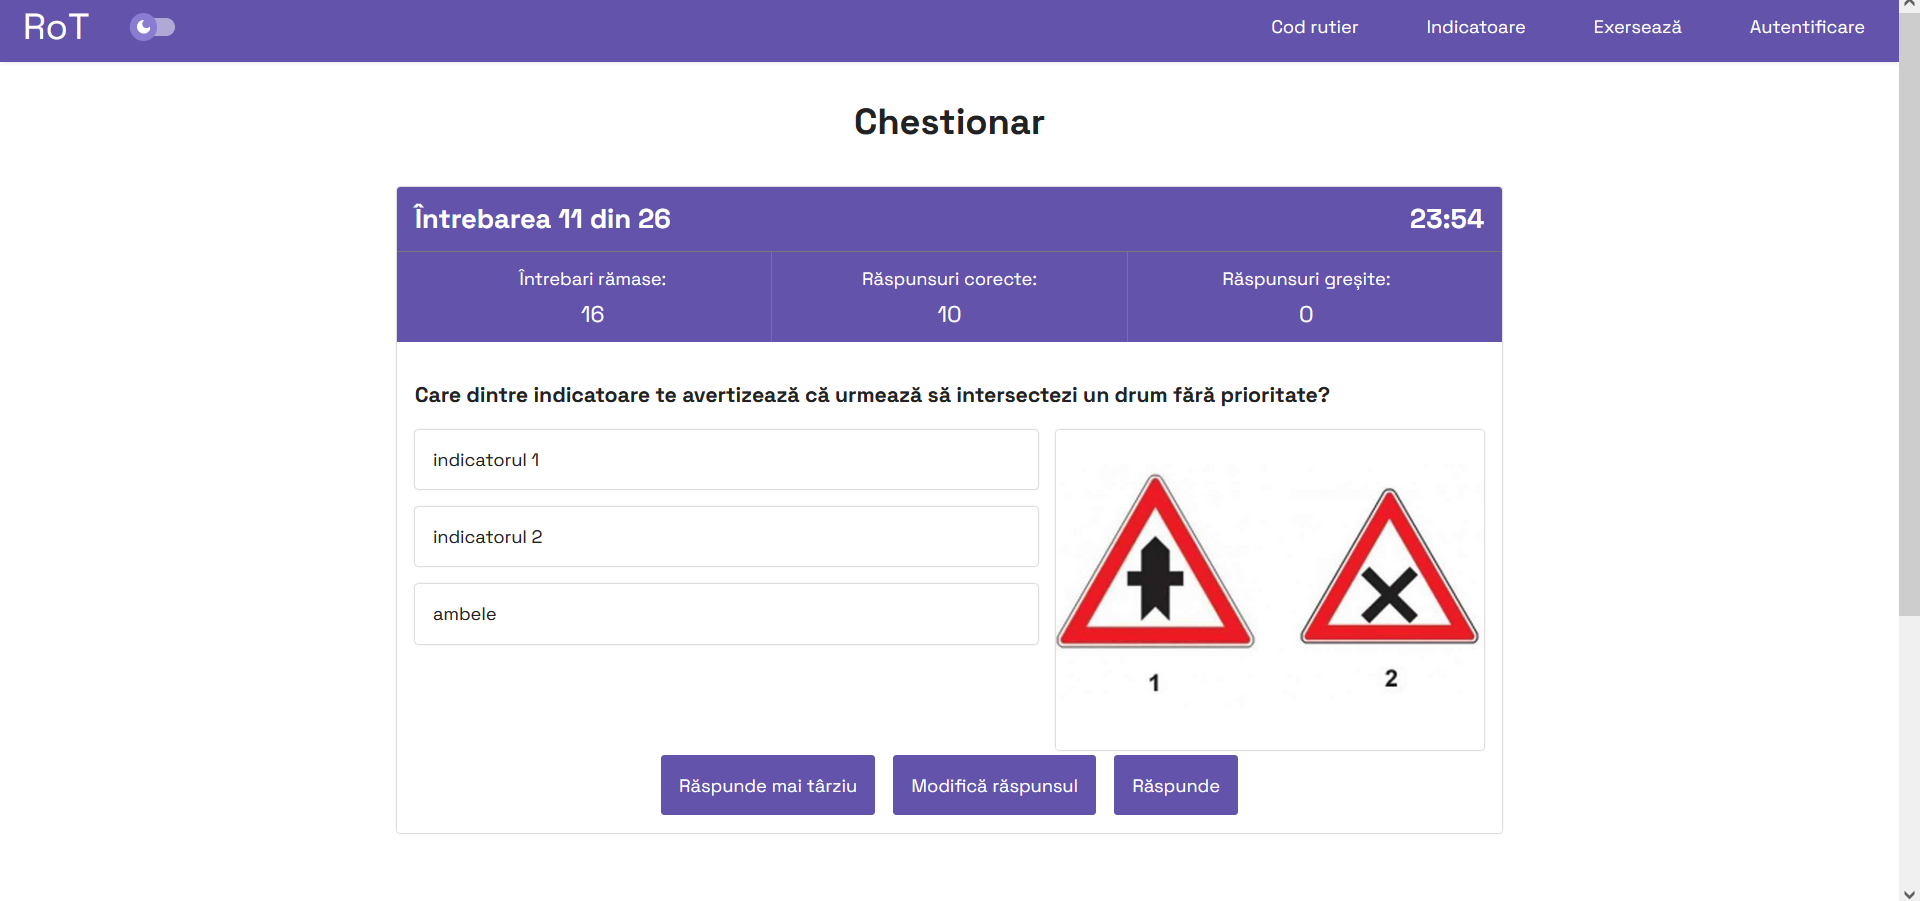 RoT
Cod rutier
Indicatoare
Exersează
Autentificare
Chestionar
Întrebarea 11 din 26
23:54
Întrebari rămase:
16
Răspunsuri corecte:
10
Răspunsuri greșite:
0
Care dintre indicatoare te avertizează că urmează să intersectezi un drum fără prioritate?
indicatorul 1
indicatorul 2
ambele
1
2
Răspunde mai târziu
Modifică răspunsul
Răspunde